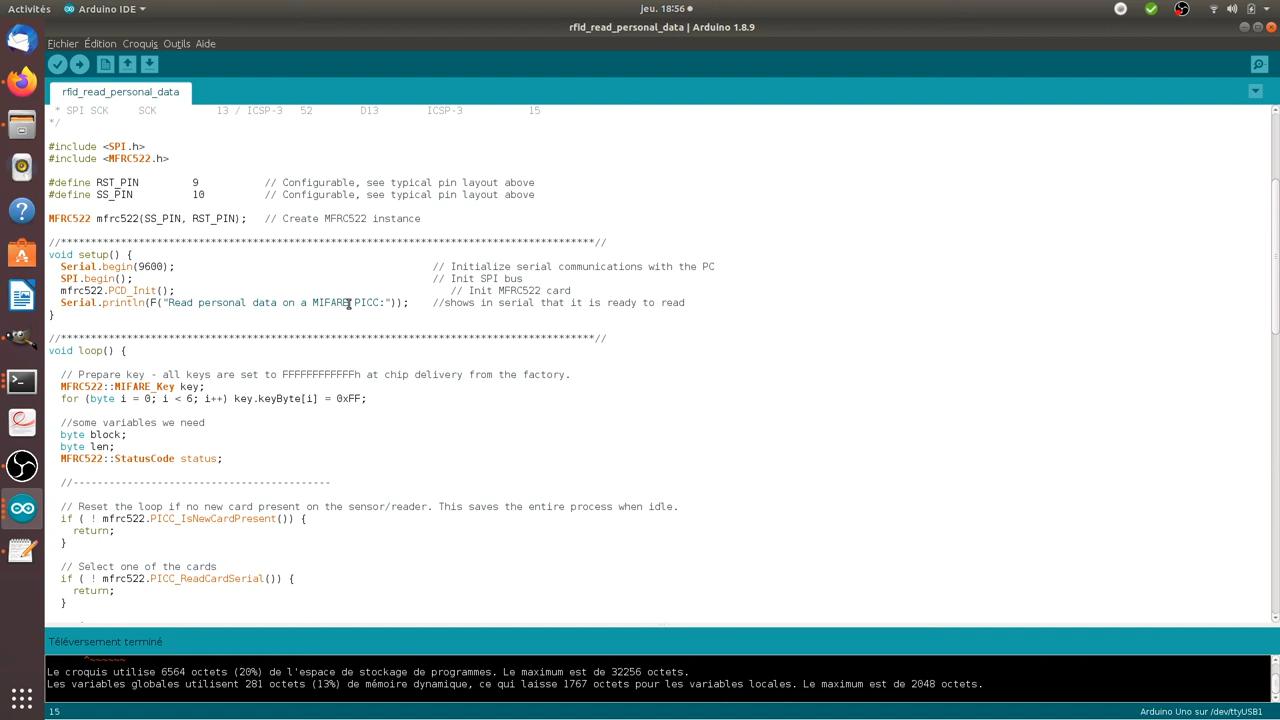 Activités Arduino IDE jeu. 18:56
rfid_read_personal_data | Arduino 1.8.9
Fichier Édition Croquis Outils Aide
rfid_read_personal_data
* SPI SCK SCK 13 / ICSP-3 52 D13 ICSP-3 15
*/
#include <SPI.h>
#include <MFRC522.h>
#define RST_PIN 9 // Configurable, see typical pin layout above
#define SS_PIN 10 // Configurable, see typical pin layout above
MFRC522 mfrc522(SS_PIN, RST_PIN); // Create MFRC522 instance
//*****************************************************************************************//
void setup() {
Serial.begin(9600); // Initialize serial communications with the PC
SPI.begin(); // Init SPI bus
mfrc522.PCD_Init(); // Init MFRC522 card
Serial.println(F("Read personal data on a MIFARE PICC:")); //shows in serial that it is ready to read
}
//*****************************************************************************************//
void loop() {
// Prepare key - all keys are set to FFFFFFFFFFFFh at chip delivery from the factory.
MFRC522::MIFARE_Key key;
for (byte i = 0; i < 6; i++) key.keyByte[i] = 0xFF;
//some variables we need
byte block;
byte len;
MFRC522::StatusCode status;
//-------------------------------------------
// Reset the loop if no new card present on the sensor/reader. This saves the entire process when idle.
if ( ! mfrc522.PICC_IsNewCardPresent()) {
return;
}
// Select one of the cards
if ( ! mfrc522.PICC_ReadCardSerial()) {
return;
}
Téléversement terminé
^~~~~~~
Le croquis utilise 6564 octets (20%) de l'espace de stockage de programmes. Le maximum est de 32256 octets.
Les variables globales utilisent 281 octets (13%) de mémoire dynamique, ce qui laisse 1767 octets pour les variables locales. Le maximum est de 2048 octets.
15 Arduino Uno sur /dev/ttyUSB1